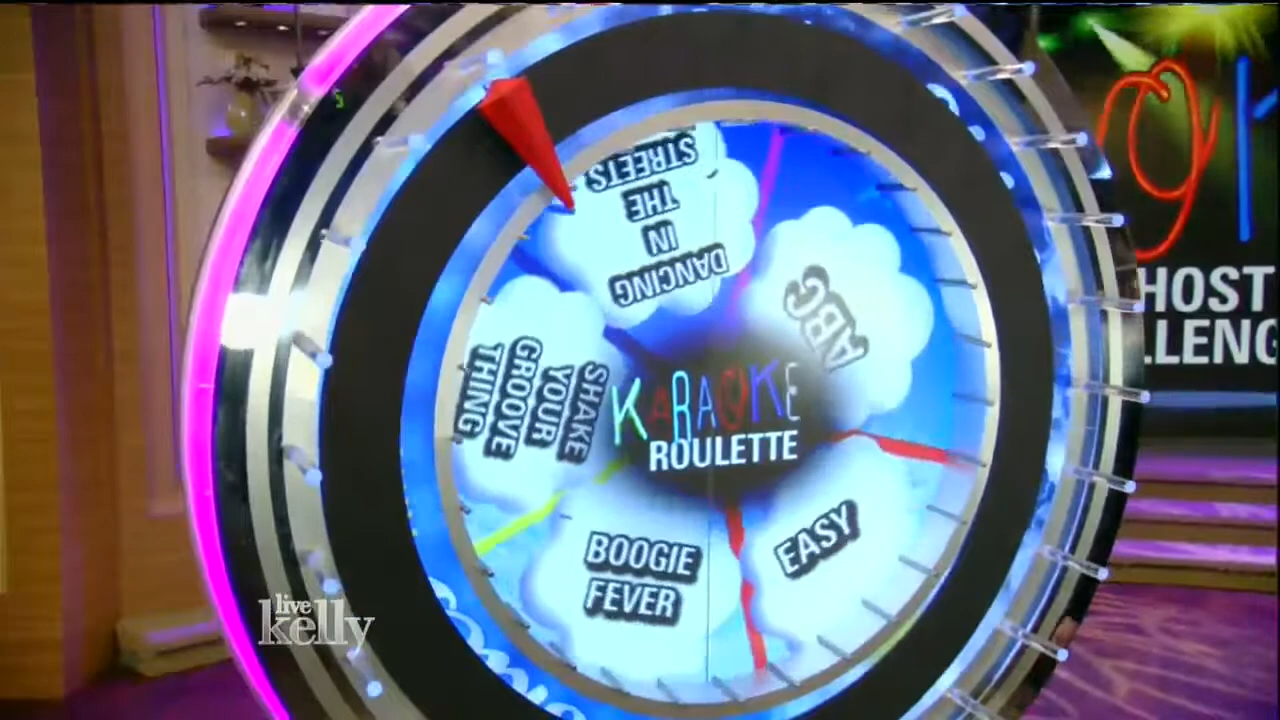 STREETS
THE
IN
DANCING
ABC
SHAKE
YOUR
GROOVE
THING
KARAOKE
ROULETTE
EASY
BOOGIE
FEVER
HOST
LLENG
live
kelly